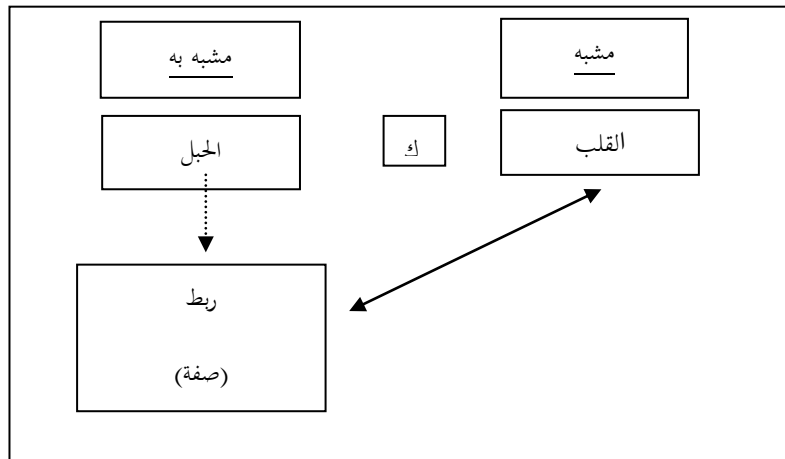 مشبه
مشبه به
القلب
ك
الحبل
ربط
(صفة)